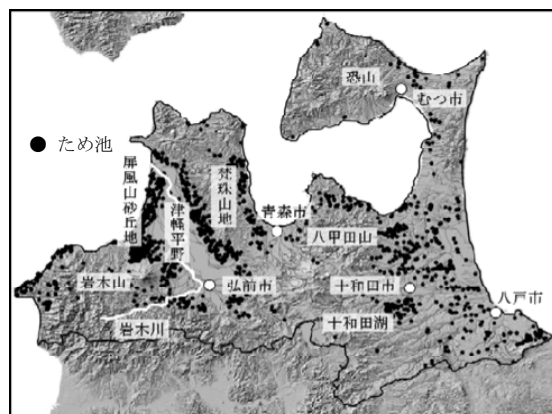 恐山
むつ市
● ため池
屏風山砂丘地
津軽平野
梵珠山地
青森市
八甲田山
岩木山
弘前市
十和田市
八戸市
岩木川
十和田湖